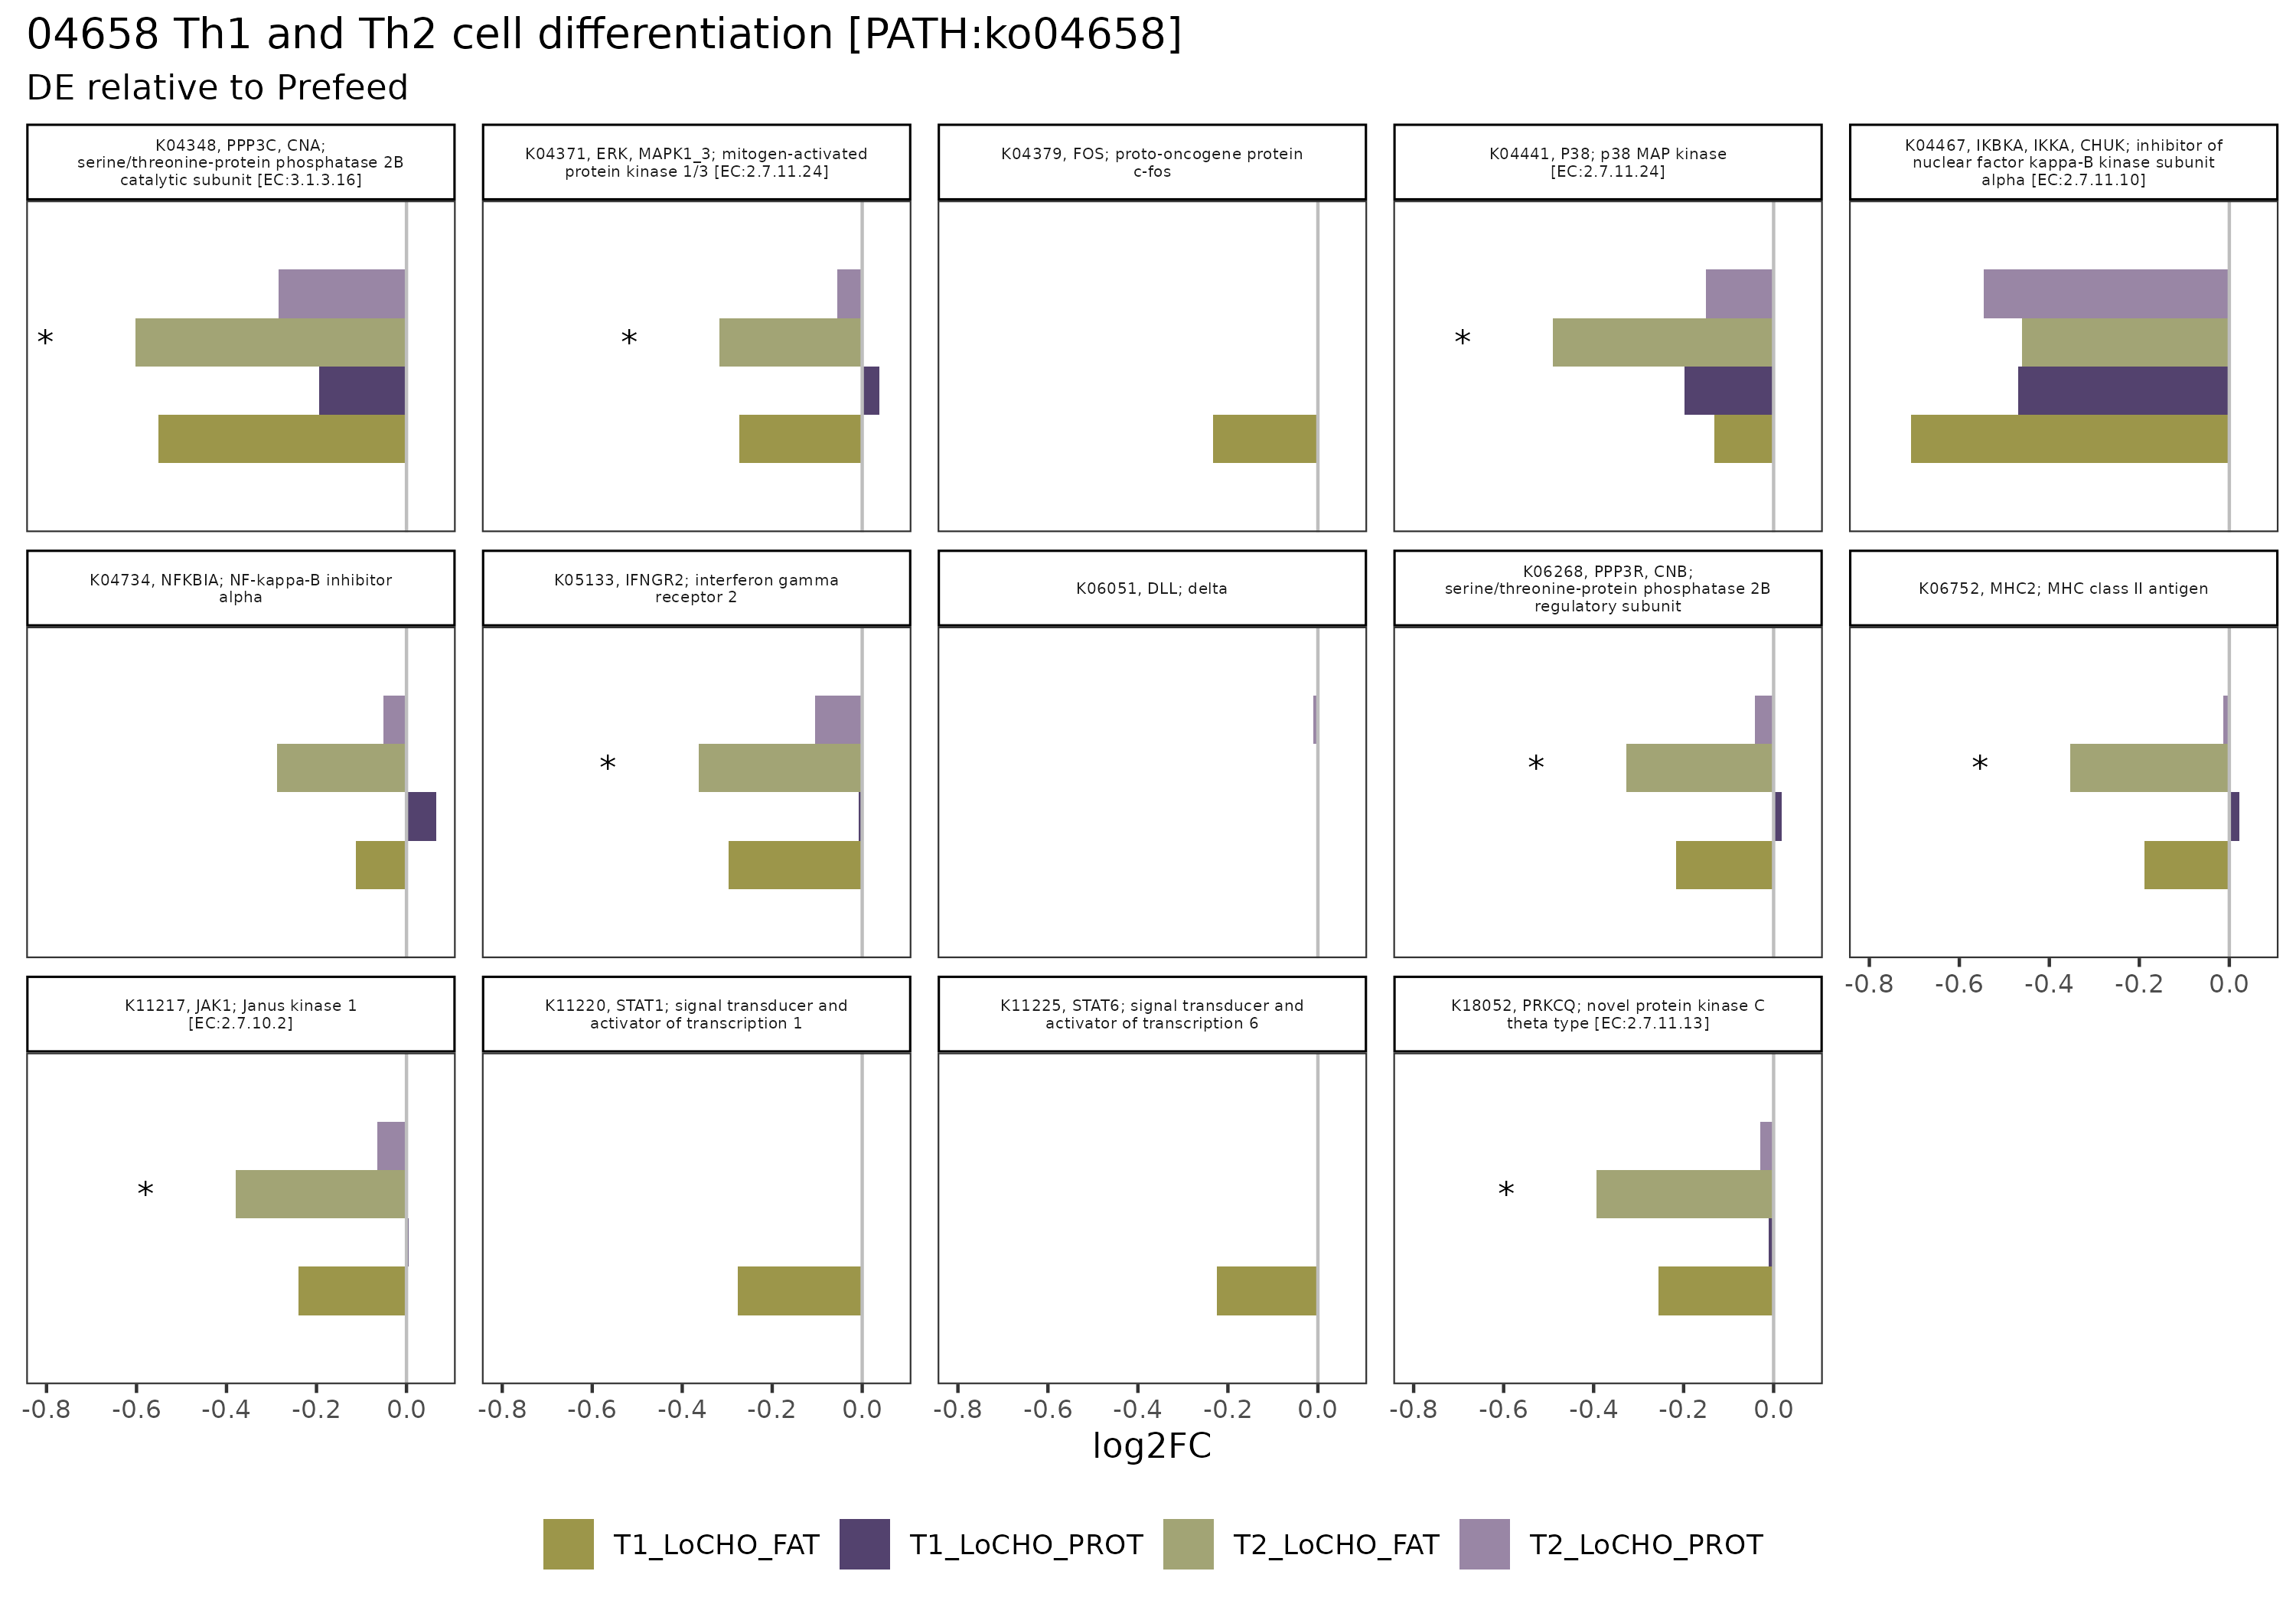 04658 Th1 and Th2 cell differentiation [PATH:ko04658]
DE relative to Prefeed
K04348, PPP3C, CNA;
serine/threonine-protein phosphatase 2B
catalytic subunit [EC:3.1.3.16]
K04371, ERK, MAPK1_3; mitogen-activated
protein kinase 1/3 [EC:2.7.11.24]
K04379, FOS; proto-oncogene protein
c-fos
K04441, P38; p38 MAP kinase
[EC:2.7.11.24]
K04467, IKBKA, IKKA, CHUK; inhibitor of
nuclear factor kappa-B kinase subunit
alpha [EC:2.7.11.10]
*
*
*
K04734, NFKBIA; NF-kappa-B inhibitor
alpha
K05133, IFNGR2; interferon gamma
receptor 2
K06051, DLL; delta
K06268, PPP3R, CNB;
serine/threonine-protein phosphatase 2B
regulatory subunit
K06752, MHC2; MHC class II antigen
*
*
*
-0.8 -0.6 -0.4 -0.2 0.0
K11217, JAK1; Janus kinase 1
[EC:2.7.10.2]
K11220, STAT1; signal transducer and
activator of transcription 1
K11225, STAT6; signal transducer and
activator of transcription 6
K18052, PRKCQ; novel protein kinase C
theta type [EC:2.7.11.13]
*
*
-0.8 -0.6 -0.4 -0.2 0.0
-0.8 -0.6 -0.4 -0.2 0.0
-0.8 -0.6 -0.4 -0.2 0.0
-0.8 -0.6 -0.4 -0.2 0.0
log2FC
T1_LoCHO_FAT T1_LoCHO_PROT T2_LoCHO_FAT T2_LoCHO_PROT